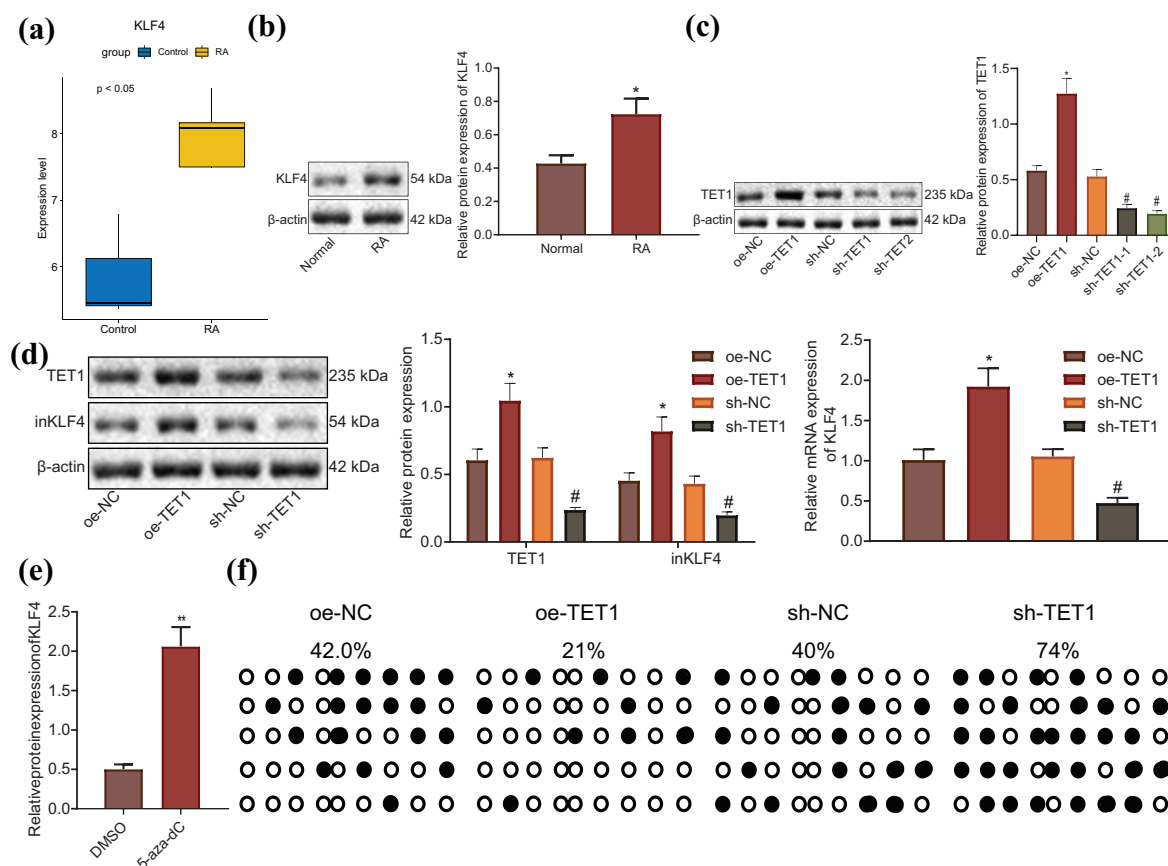 (a)
KLF4
group Control RA
p < 0.05
Expression level
8
7
6
Control RA
(b)
KLF4 54 kDa
β-actin 42 kDa
Normal RA
Relative protein expression of KLF4
1.0
0.8
0.6
0.4
0.2
0.0
*
Normal RA
(c)
TET1 235 kDa
β-actin 42 kDa
oe-NC oe-TET1 sh-NC sh-TET1 sh-TET2
Relative protein expression of TET1
1.5
1.0
0.5
0.0
* # #
oe-NC oe-TET1 sh-NC sh-TET1-1 sh-TET1-2
(d)
TET1 235 kDa
inKLF4 54 kDa
β-actin 42 kDa
oe-NC oe-TET1 sh-NC sh-TET1
Relative protein expression
1.5
1.0
0.5
0.0
* # * #
TET1 inKLF4
oe-NC
oe-TET1
sh-NC
sh-TET1
Relative mRNA expression
of KLF4
2.5
2.0
1.5
1.0
0.5
0.0
* #
oe-NC
oe-TET1
sh-NC
sh-TET1
(e)
RelativeproteinexpressionofKLF4
2.5
2.0
1.5
1.0
0.5
0.0
**
DMSO 5-aza-dC
(f)
oe-NC oe-TET1 sh-NC sh-TET1
42.0% 21% 40% 74%